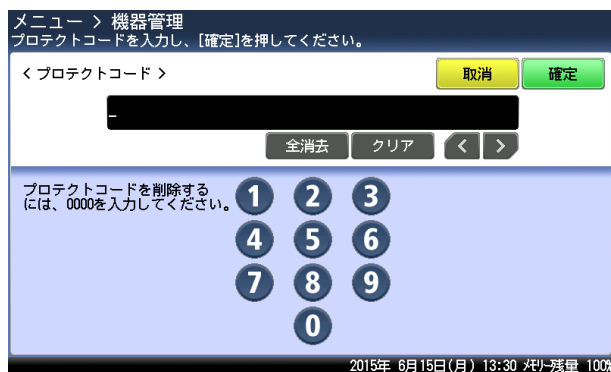 メニュー > 機器管理
プロテクトコードを入力し、[確定]を押してください。
< プロテクトコード >
取消
確定
_
全消去
クリア
<
>
プロテクトコードを削除する
には、0000を入力してください。
1 2 3
4 5 6
7 8 9
0
2015年 6月15日(月) 13:30 メモリー残量 100%